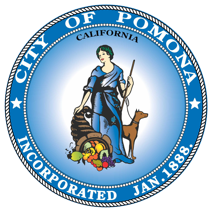 CITY OF POMONA
CALIFORNIA
INCORPORATED JAN. 1888